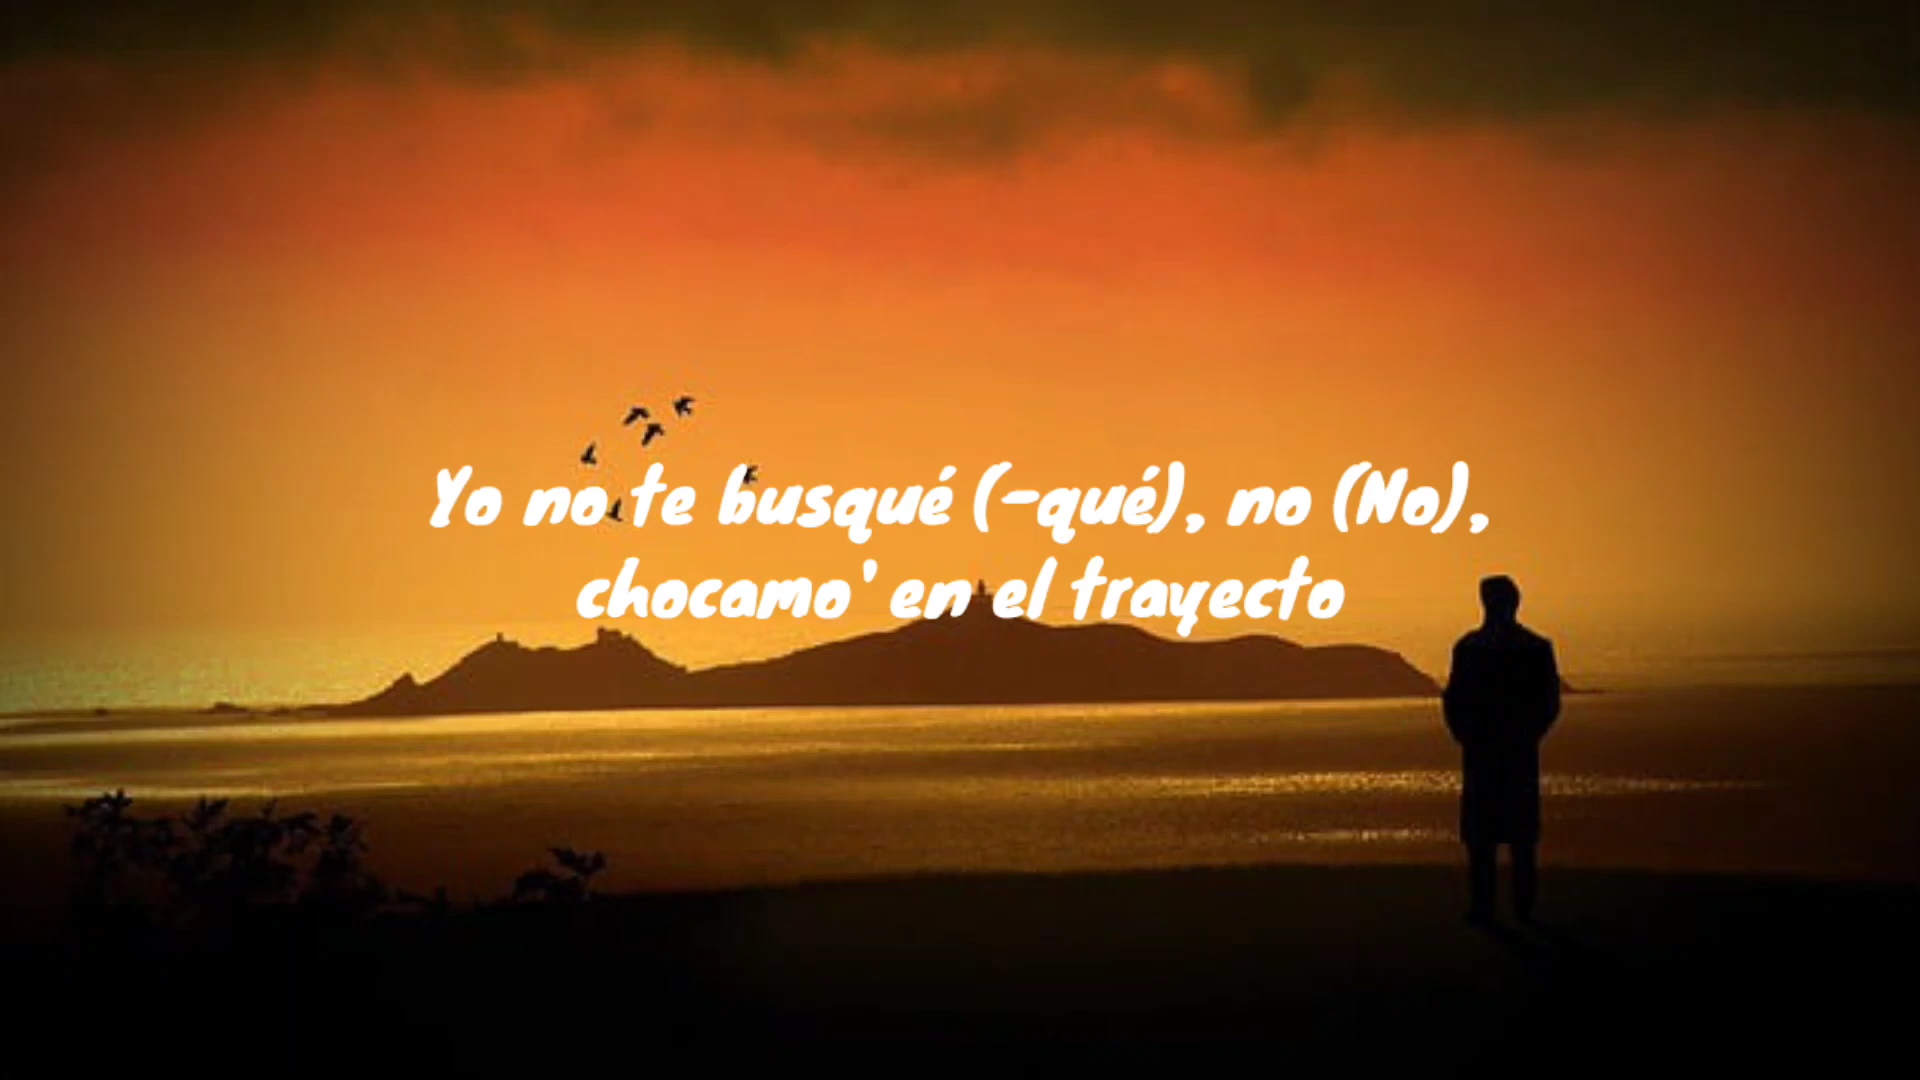 Yo no te busqué (-qué), no (No),
chocamo' en el trayecto